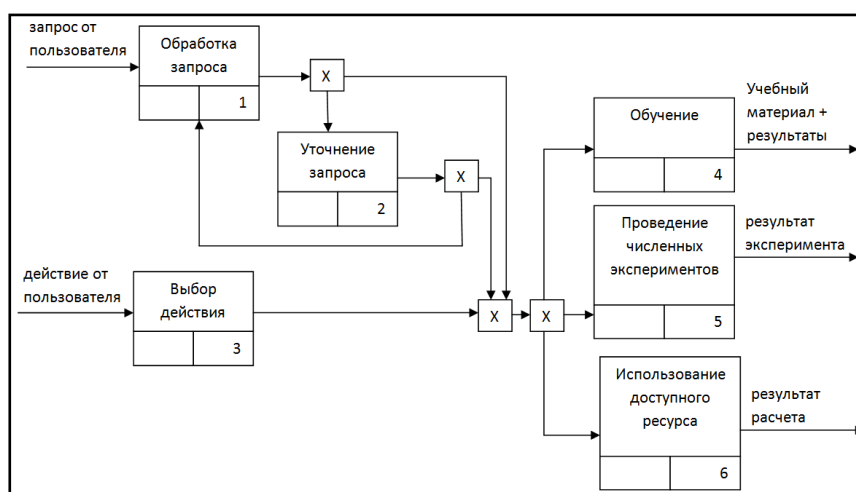 запрос от
пользователя
Обработка
запроса
1
X
Уточнение
запроса
2
X
действие от
пользователя
Выбор
действия
3
X
X
Обучение
4
Учебный
материал +
результаты
Проведение
численных
экспериментов
5
результат
эксперимента
Использование
доступного
ресурса
6
результат
расчета